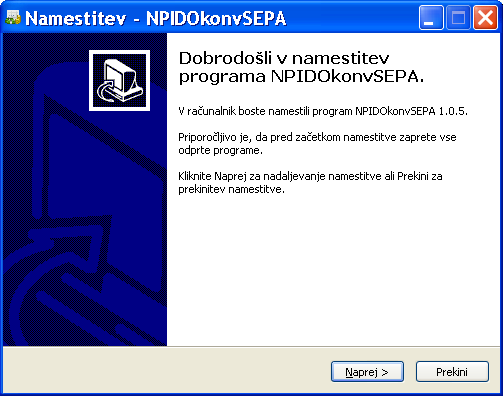 Namestitev - NPIDOkonvSEPA
Dobrodošli v namestitev
programa NPIDOkonvSEPA.
V računalnik boste namestili program NPIDOkonvSEPA 1.0.5.
Priporočljivo je, da pred začetkom namestitve zaprete vse
odprte programe.
Kliknite Naprej za nadaljevanje namestitve ali Prekini za
prekinitev namestitve.
Naprej >
Prekini